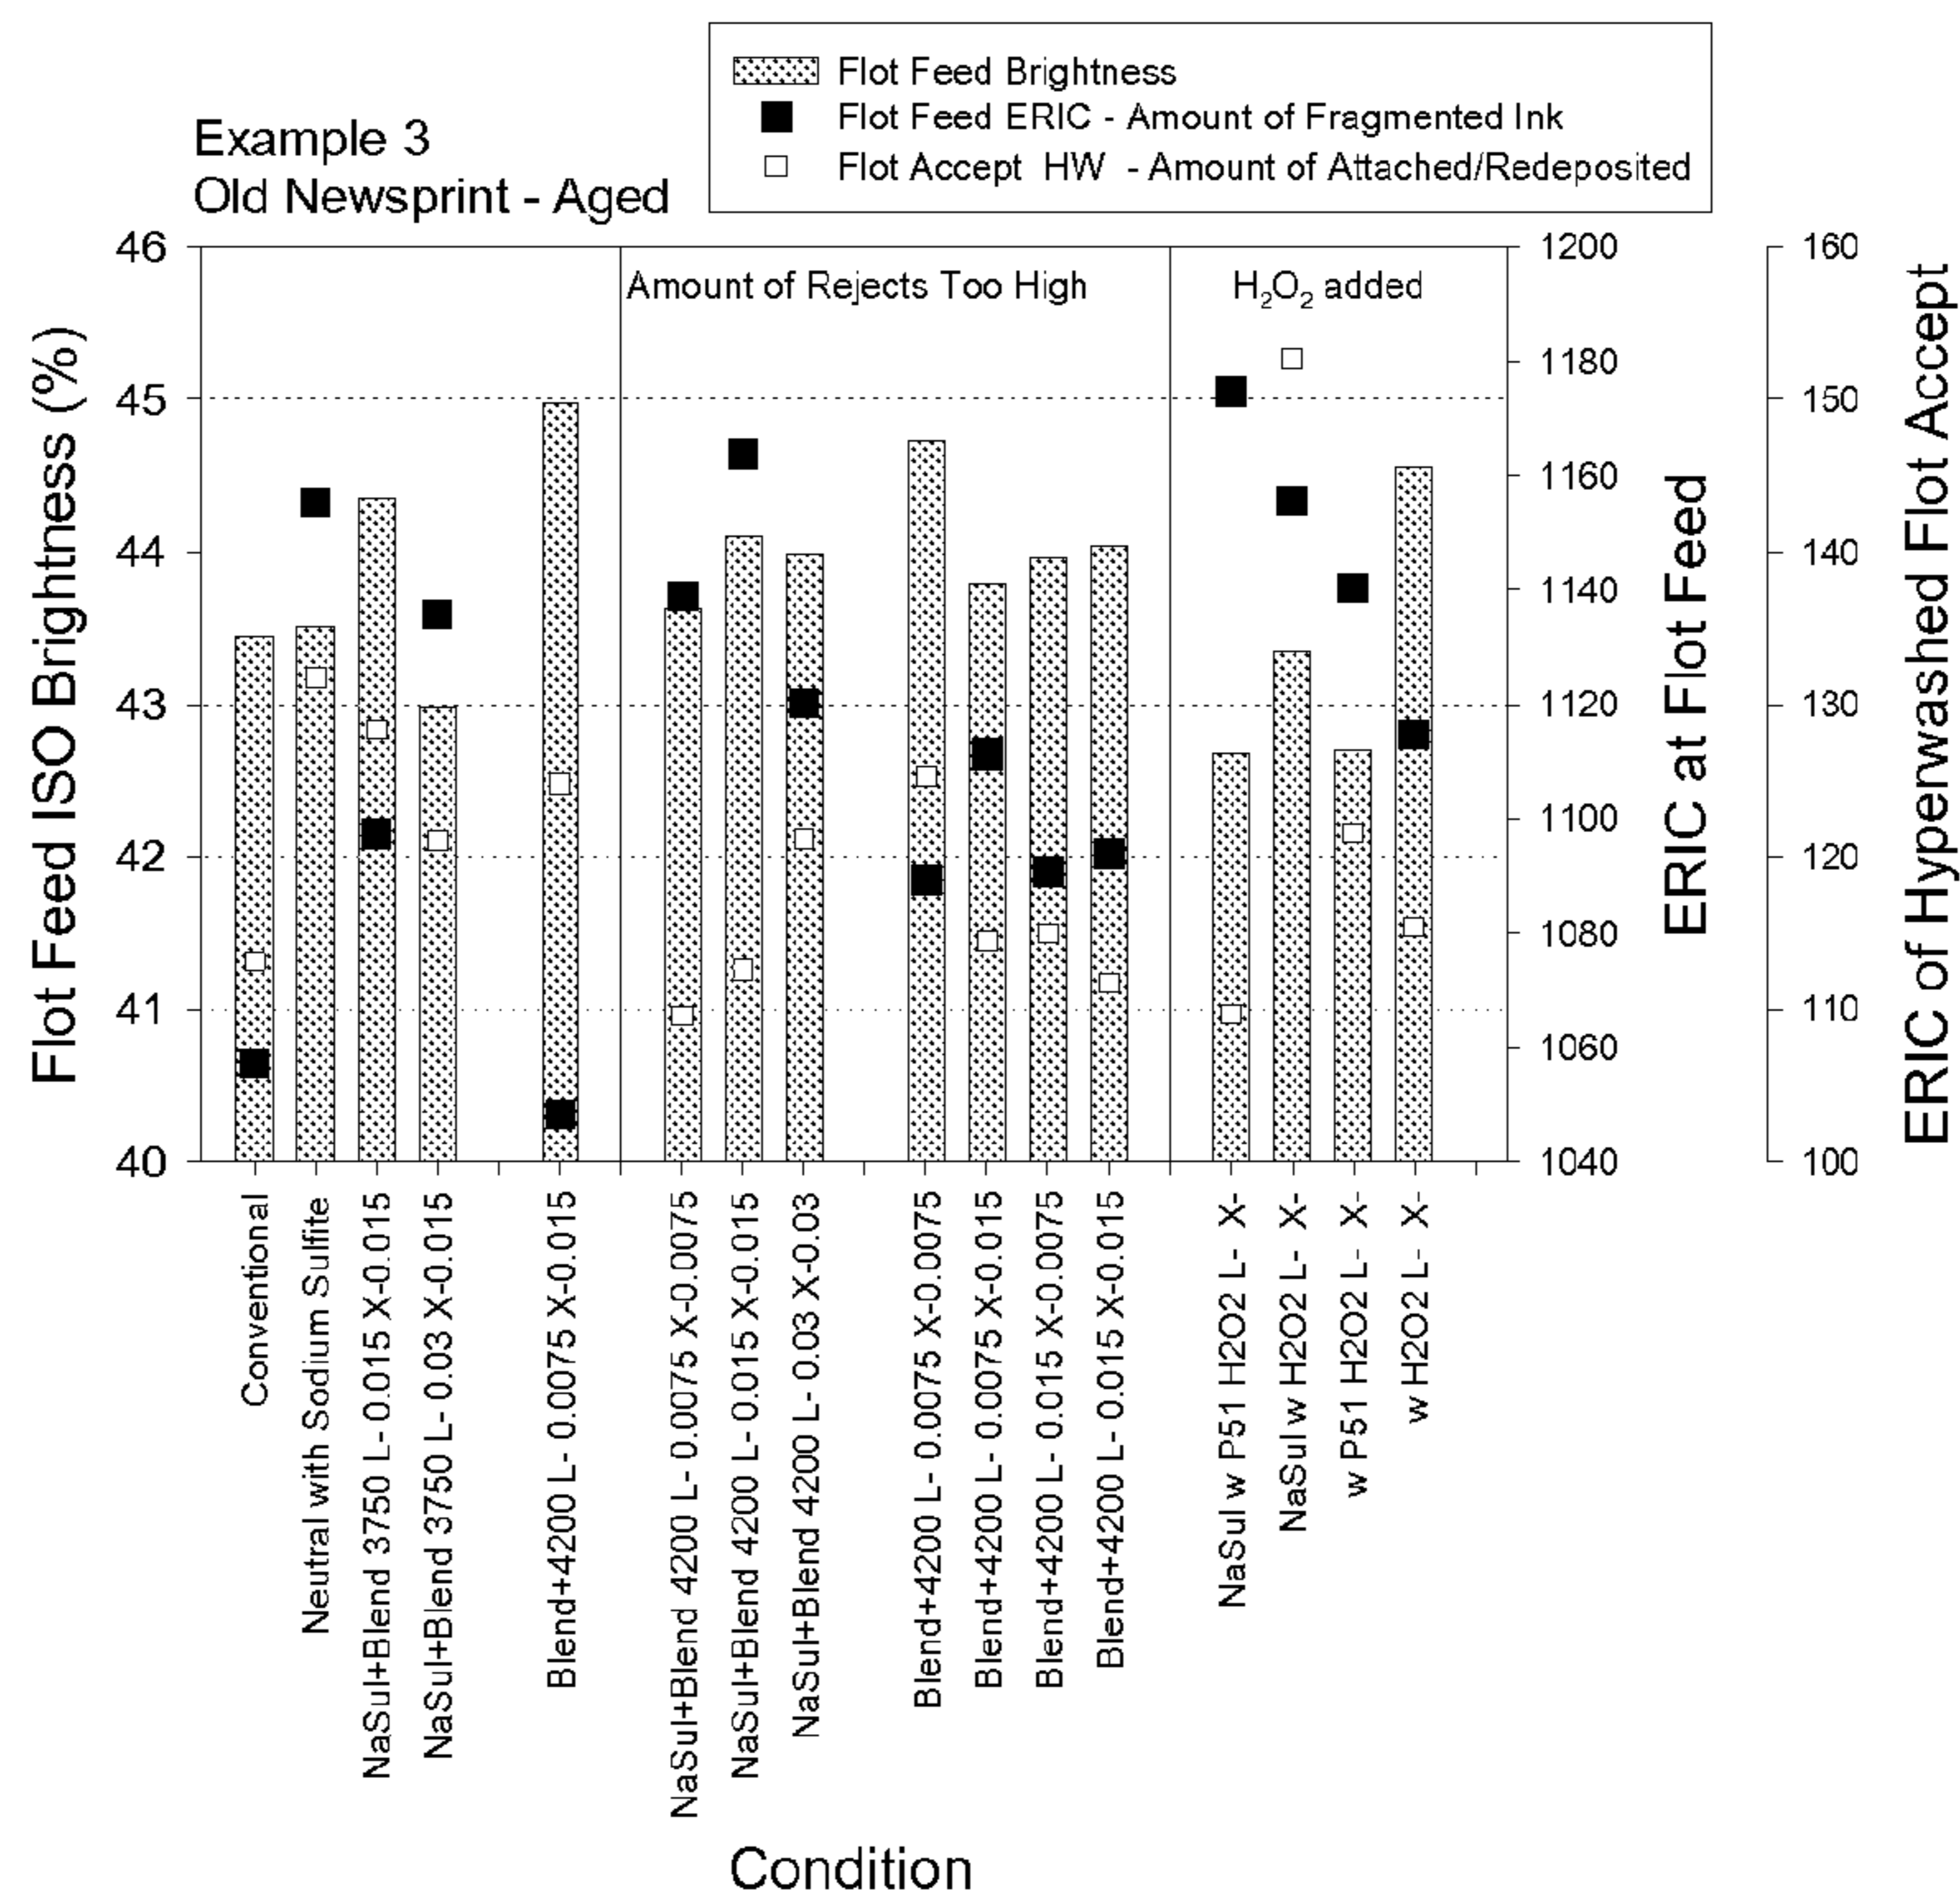 Flot Feed Brightness
Flot Feed ERIC - Amount of Fragmented Ink
Flot Accept HW - Amount of Attached/Redeposited
Example 3
Old Newsprint - Aged
Amount of Rejects Too High
H₂O₂ added
Flot Feed ISO Brightness (%)
46
45
44
43
42
41
40
1200
1180
1160
1140
1120
1100
1080
1060
1040
ERIC at Flot Feed
160
150
140
130
120
110
100
ERIC of Hyperwashed Flot Accept
Conventional
Neutral with Sodium Sulfite
NaSul+Blend 3750 L- 0.015 X-0.015
NaSul+Blend 3750 L- 0.03 X-0.015
Blend+4200 L- 0.0075 X-0.015
NaSul+Blend 4200 L- 0.0075 X-0.0075
NaSul+Blend 4200 L- 0.015 X-0.015
NaSul+Blend 4200 L- 0.03 X-0.03
Blend+4200 L- 0.0075 X-0.0075
Blend+4200 L- 0.0075 X-0.015
Blend+4200 L- 0.015 X-0.0075
Blend+4200 L- 0.015 X-0.015
NaSul w P51 H2O2 L- X-
NaSul w H2O2 L- X-
w P51 H2O2 L- X-
w H2O2 L- X-
Condition